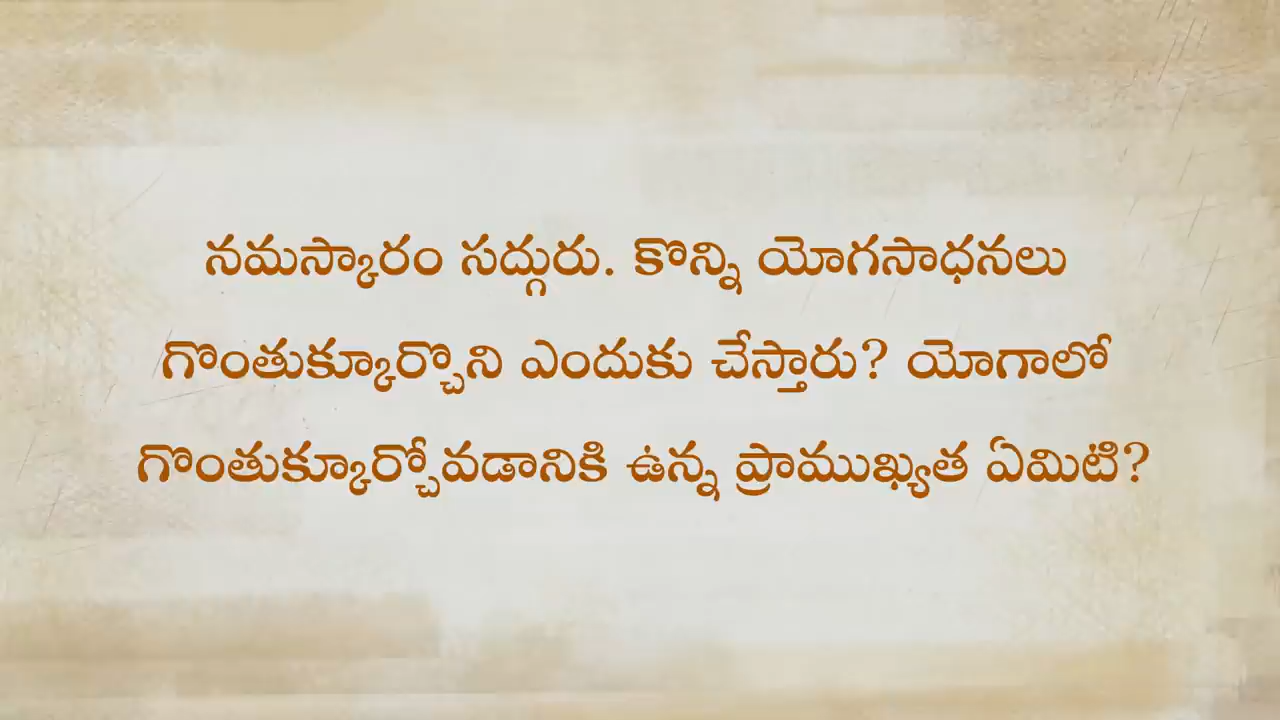 నమస్కారం సద్గురు. కొన్ని యోగసాధనలు
గొంతుక్కూర్చొని ఎందుకు చేస్తారు? యోగాలో
గొంతుక్కూర్చోవడానికి ఉన్న ప్రాముఖ్యత ఏమిటి?